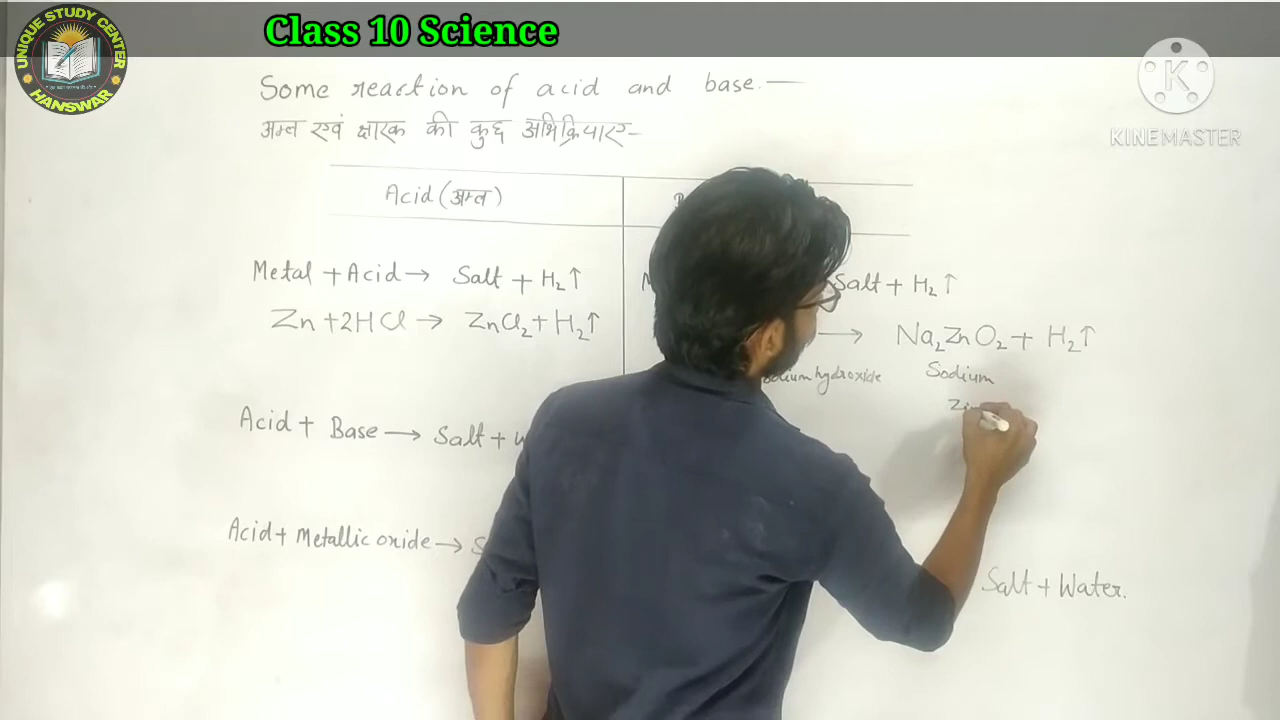 Class 10 Science
UNIQUE STUDY CENTER
HANSWAR
KINEMASTER
Some reaction of acid and base.—
अम्ल एवं क्षारक की कुछ अभिक्रियाएं-
Acid (अम्ल)
Metal + Acid → Salt + H₂↑
Salt + H₂↑
Zn + 2HCl → ZnCl₂ + H₂↑
→ Na₂ZnO₂ + H₂↑
hydroxide
Sodium
Acid + Base → Salt +
Acid + Metallic oxide →
Salt + Water.